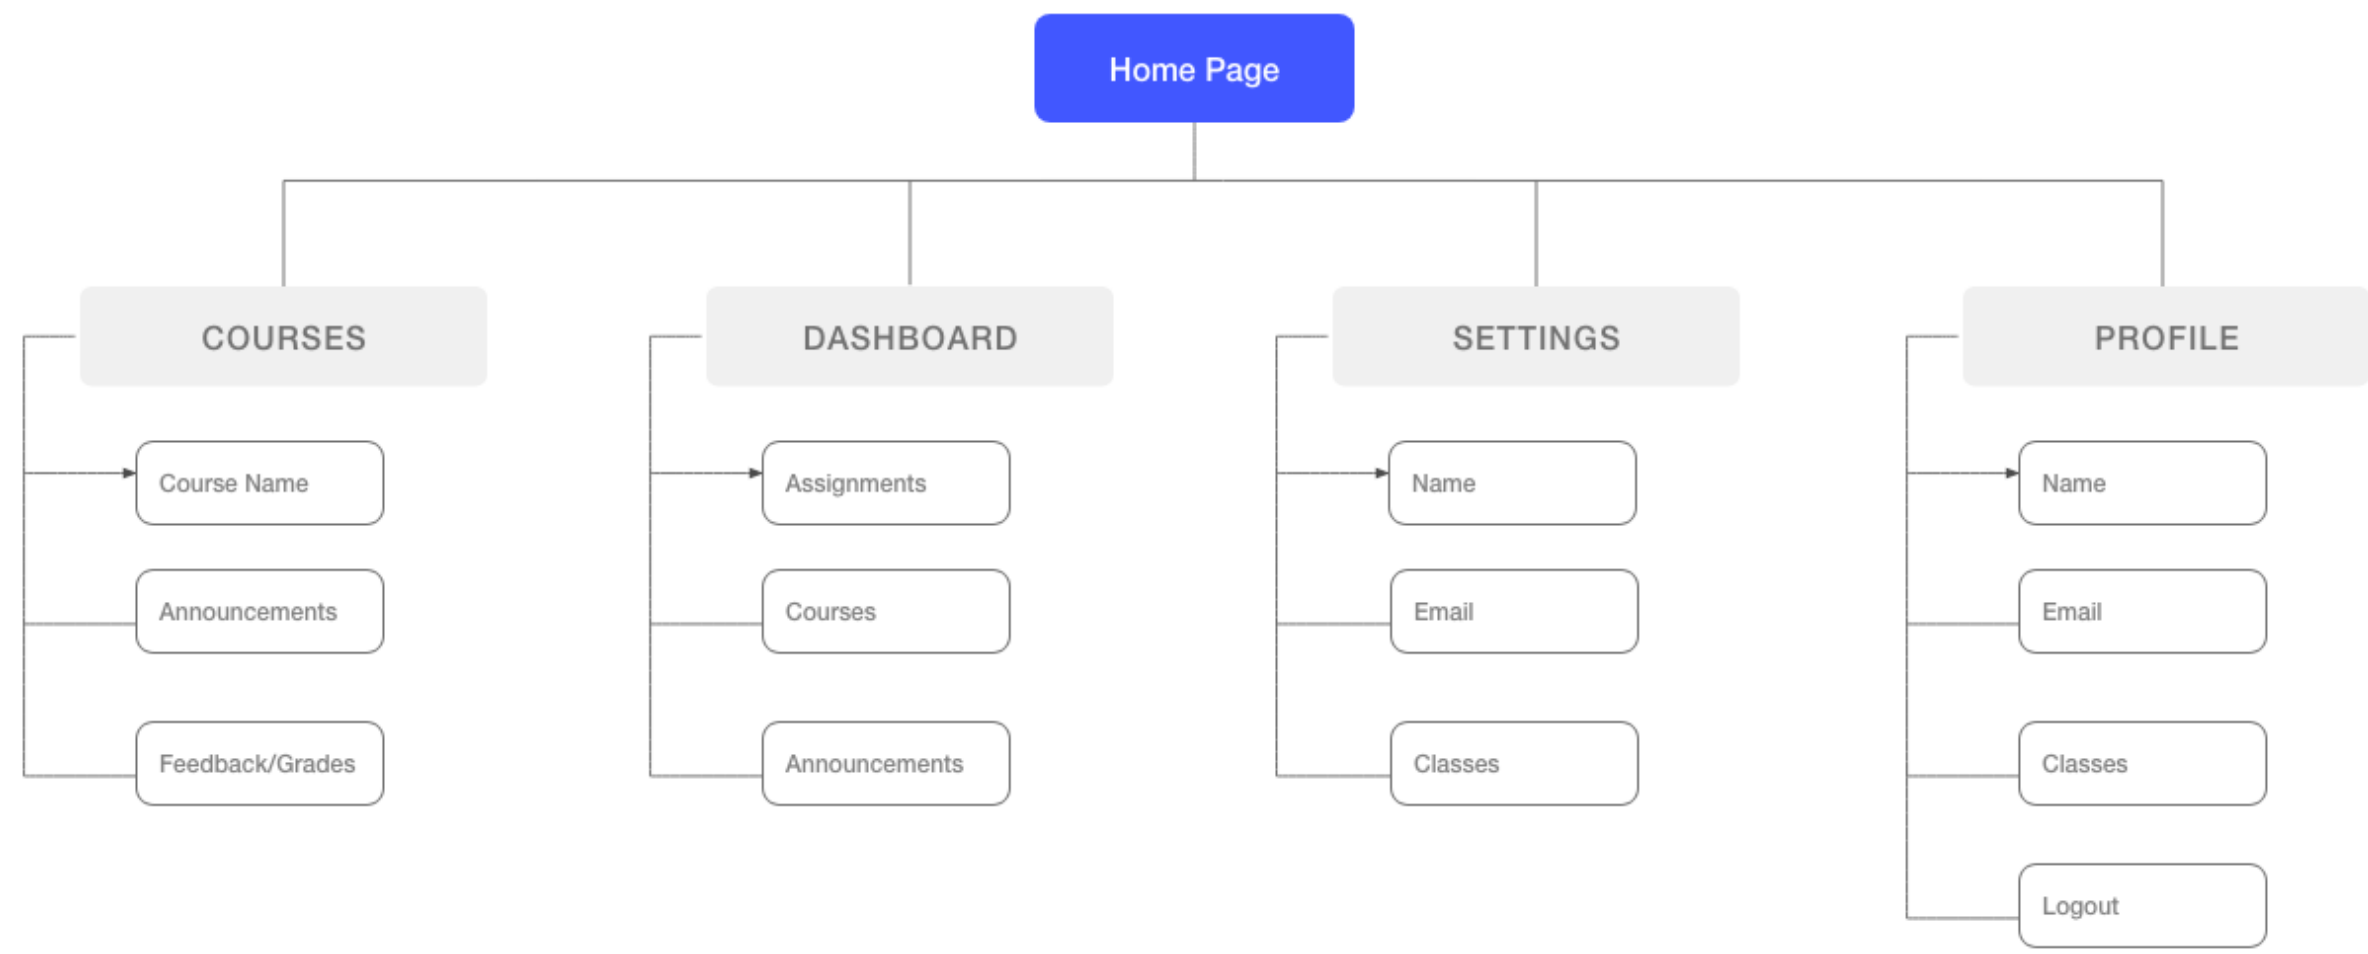 Home Page
COURSES
Course Name
Announcements
Feedback/Grades
DASHBOARD
Assignments
Courses
Announcements
SETTINGS
Name
Email
Classes
PROFILE
Name
Email
Classes
Logout